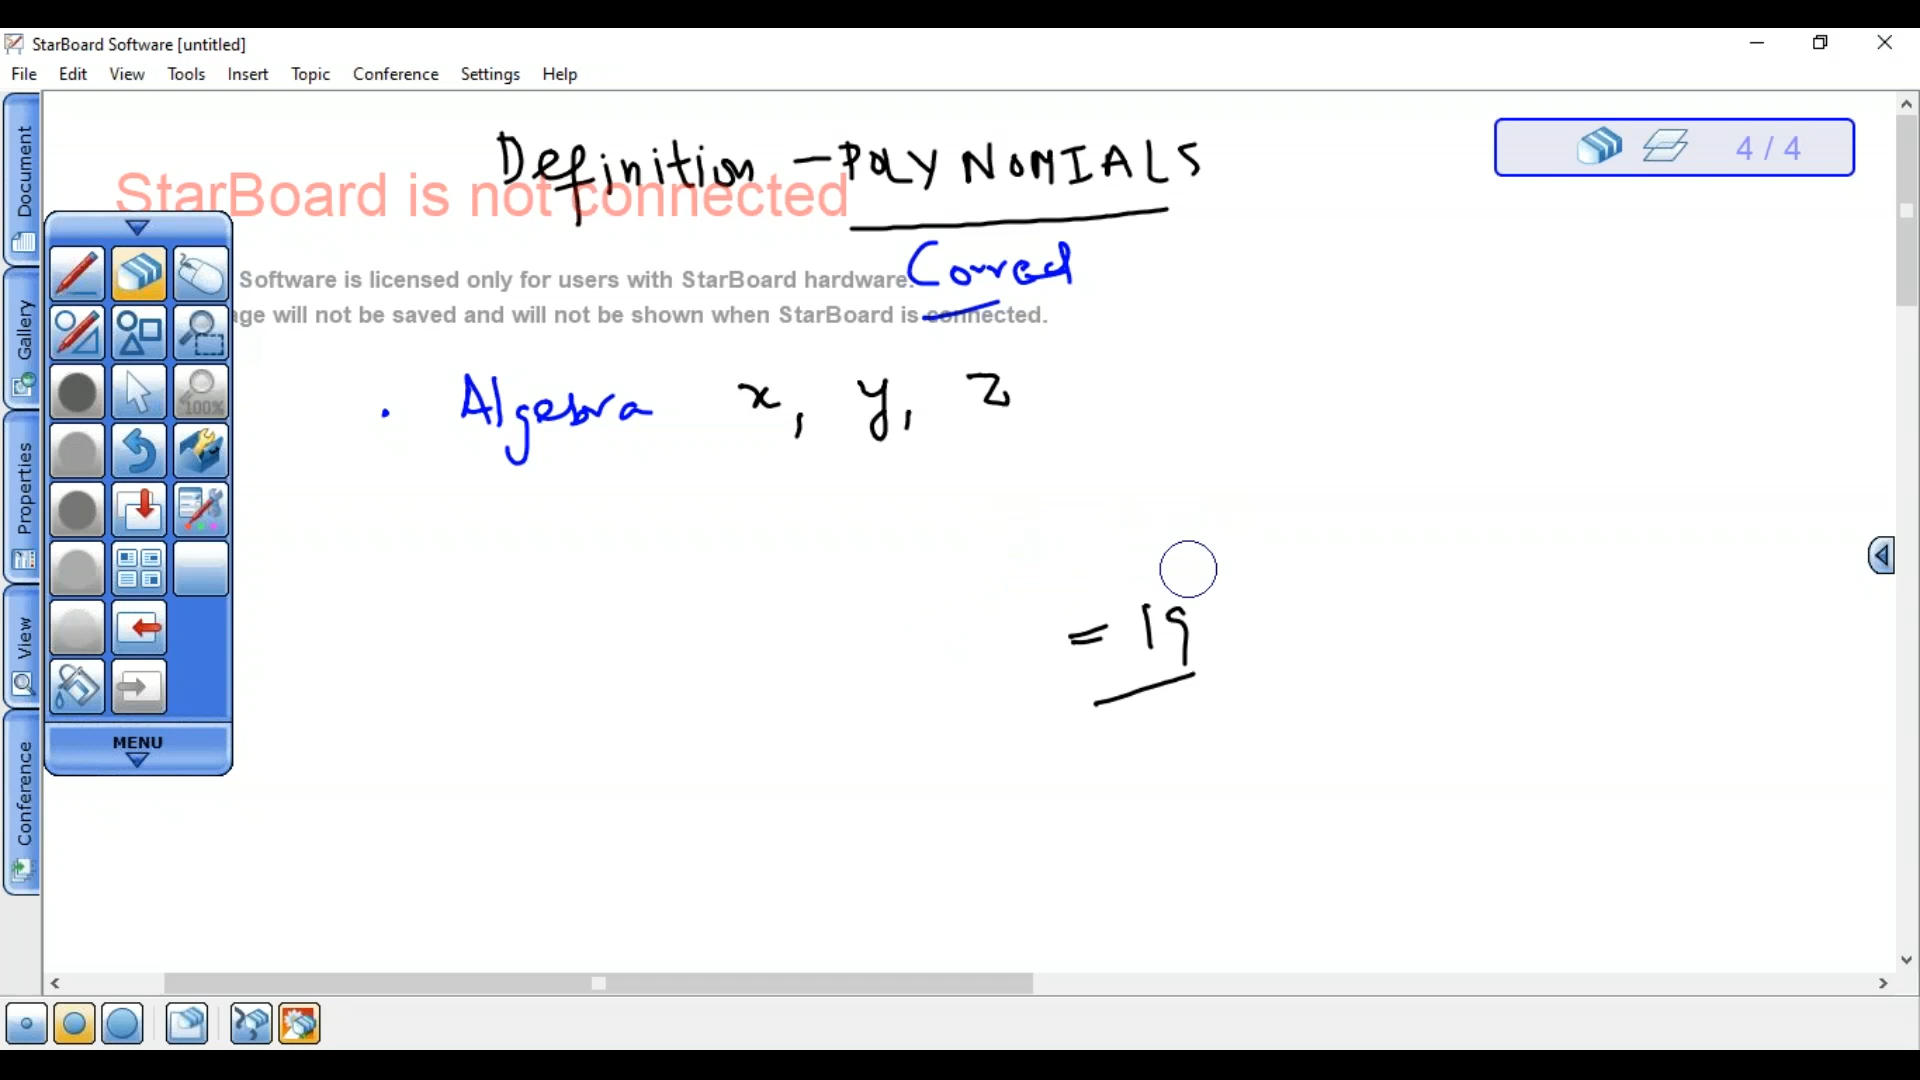 StarBoard Software [untitled]
File Edit View Tools Insert Topic Conference Settings Help
Document
Gallery
Properties
View
Conference
Definition - POLYNOMIALS
StarBoard is not connected
4 / 4
Software is licensed only for users with StarBoard hardware.
age will not be saved and will not be shown when StarBoard is connected.
. Algebra x, y, z
100%
= 19
MENU